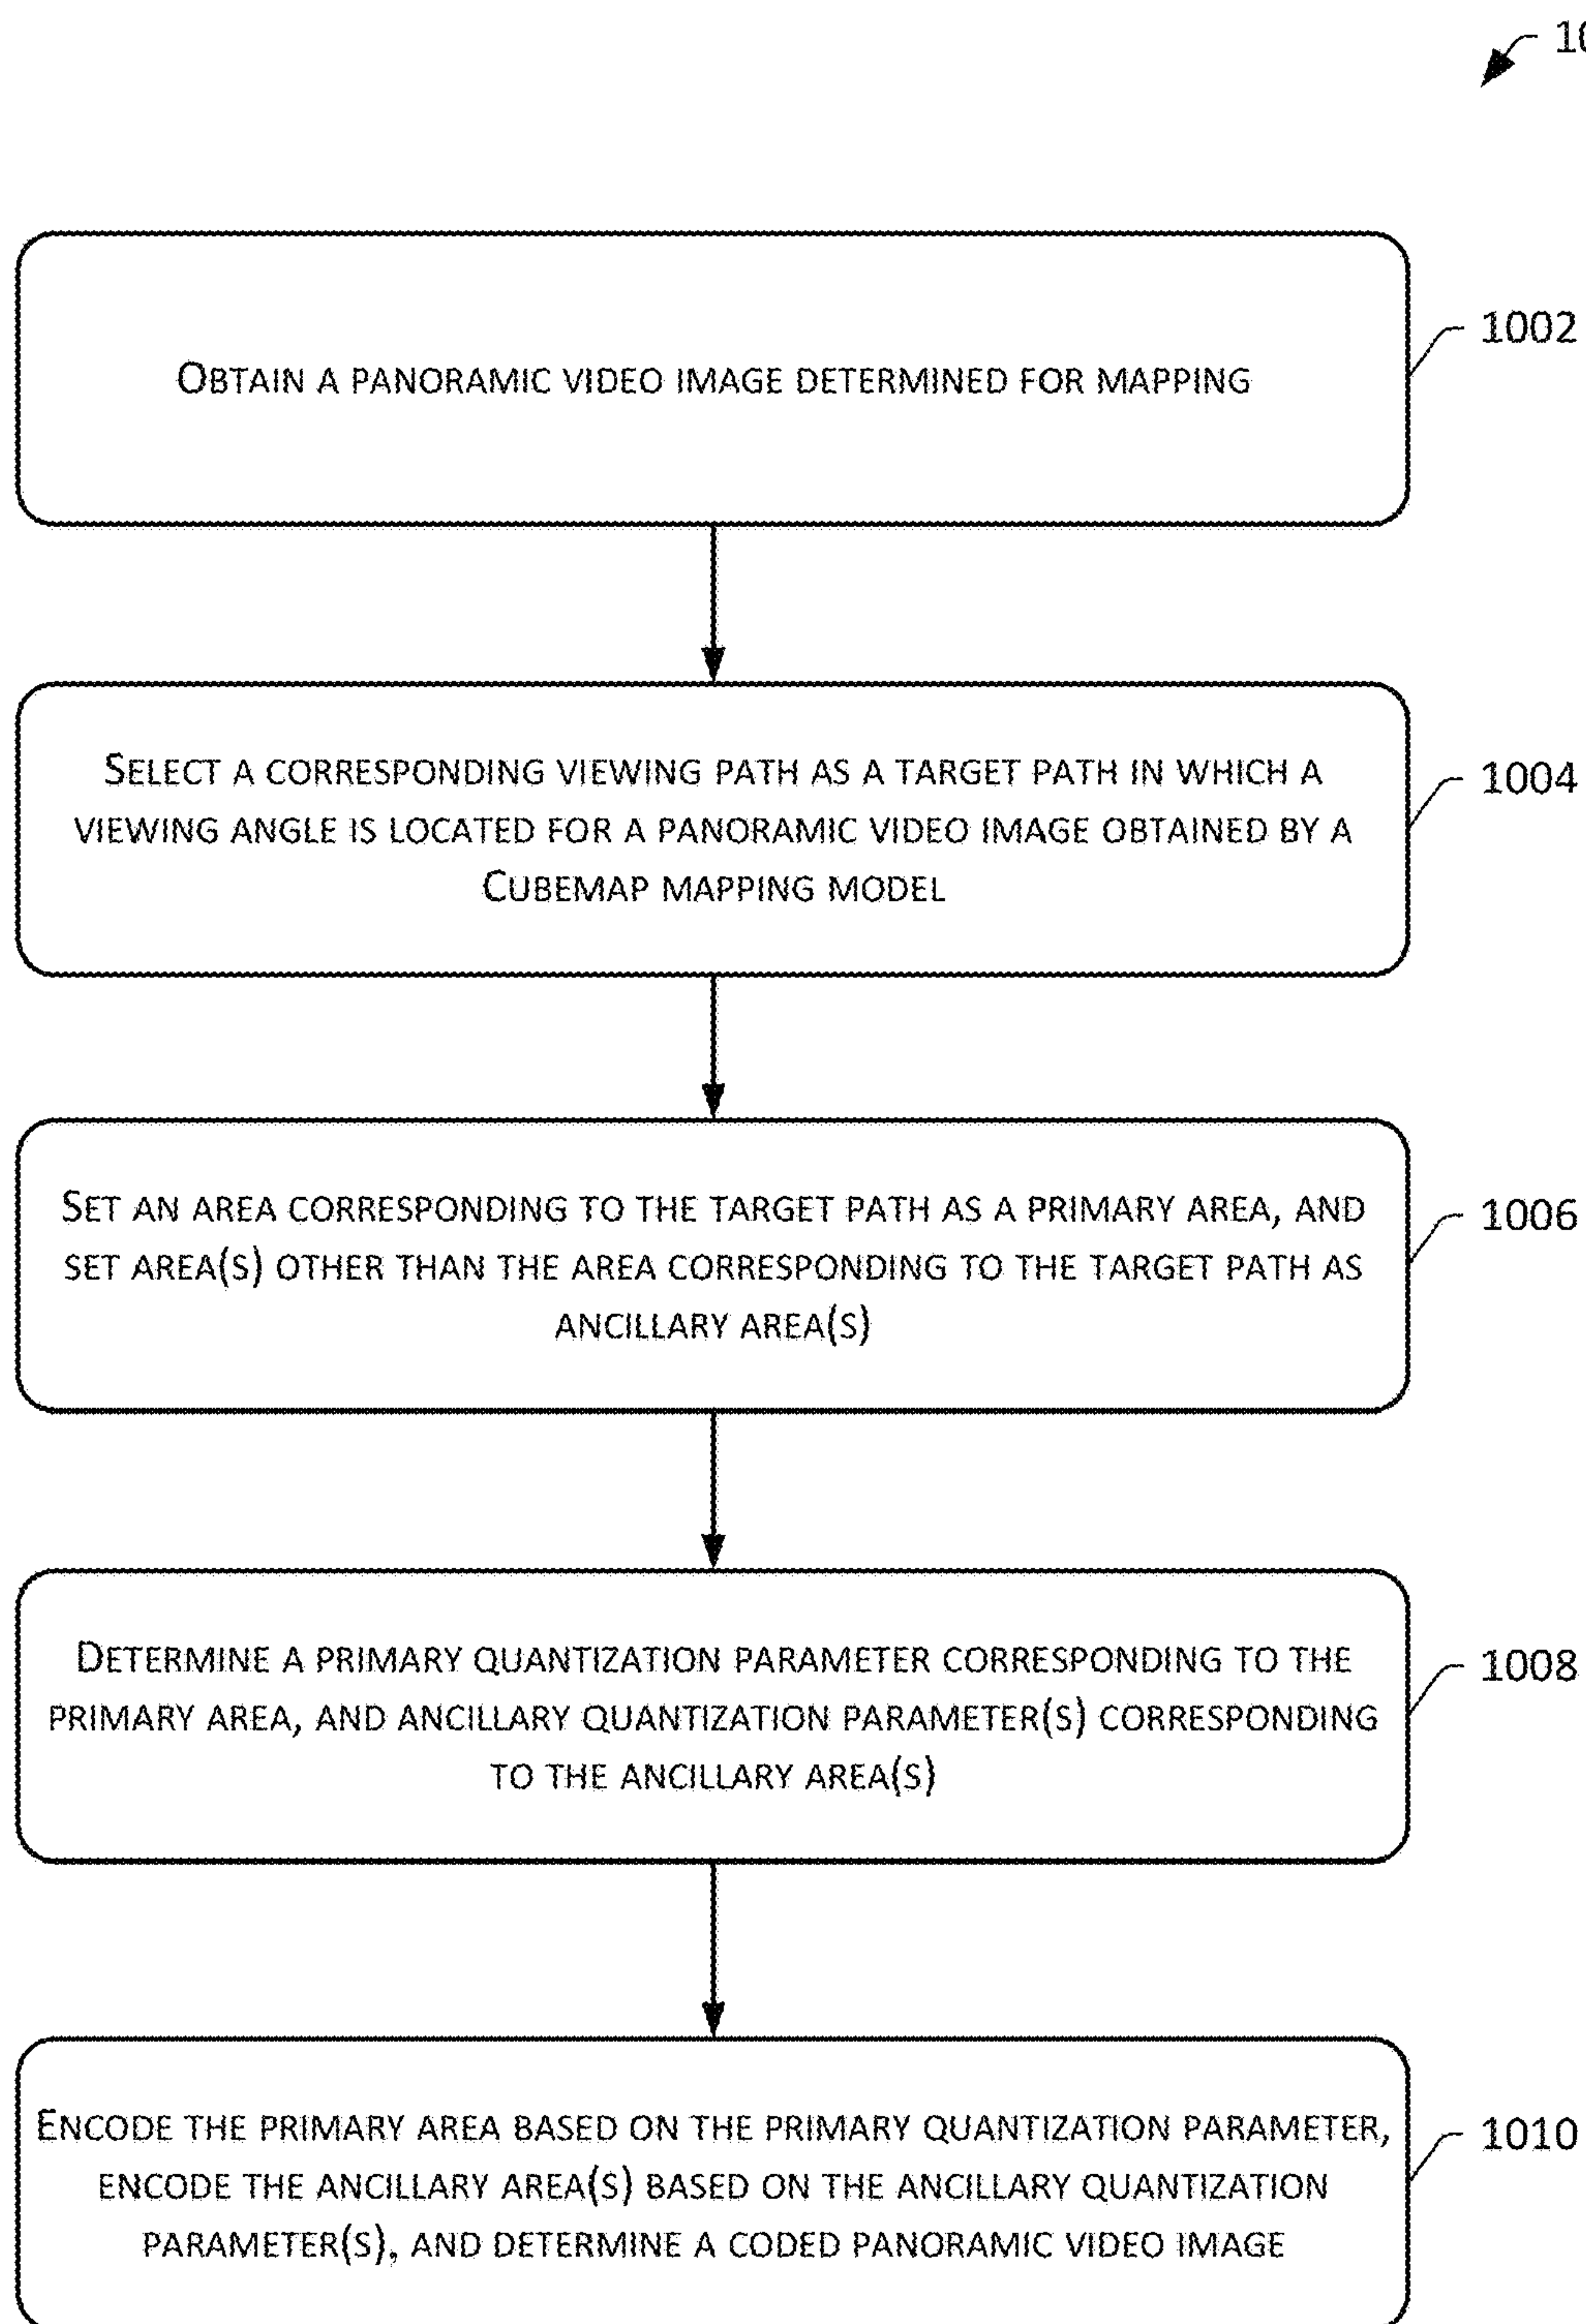 OBTAIN A PANORAMIC VIDEO IMAGE DETERMINED FOR MAPPING
1002
SELECT A CORRESPONDING VIEWING PATH AS A TARGET PATH IN WHICH A
VIEWING ANGLE IS LOCATED FOR A PANORAMIC VIDEO IMAGE OBTAINED BY A
CUBEMAP MAPPING MODEL
1004
SET AN AREA CORRESPONDING TO THE TARGET PATH AS A PRIMARY AREA, AND
SET AREA(S) OTHER THAN THE AREA CORRESPONDING TO THE TARGET PATH AS
ANCILLARY AREA(S)
1006
DETERMINE A PRIMARY QUANTIZATION PARAMETER CORRESPONDING TO THE
PRIMARY AREA, AND ANCILLARY QUANTIZATION PARAMETER(S) CORRESPONDING
TO THE ANCILLARY AREA(S)
1008
ENCODE THE PRIMARY AREA BASED ON THE PRIMARY QUANTIZATION PARAMETER,
ENCODE THE ANCILLARY AREA(S) BASED ON THE ANCILLARY QUANTIZATION
PARAMETER(S), AND DETERMINE A CODED PANORAMIC VIDEO IMAGE
1010